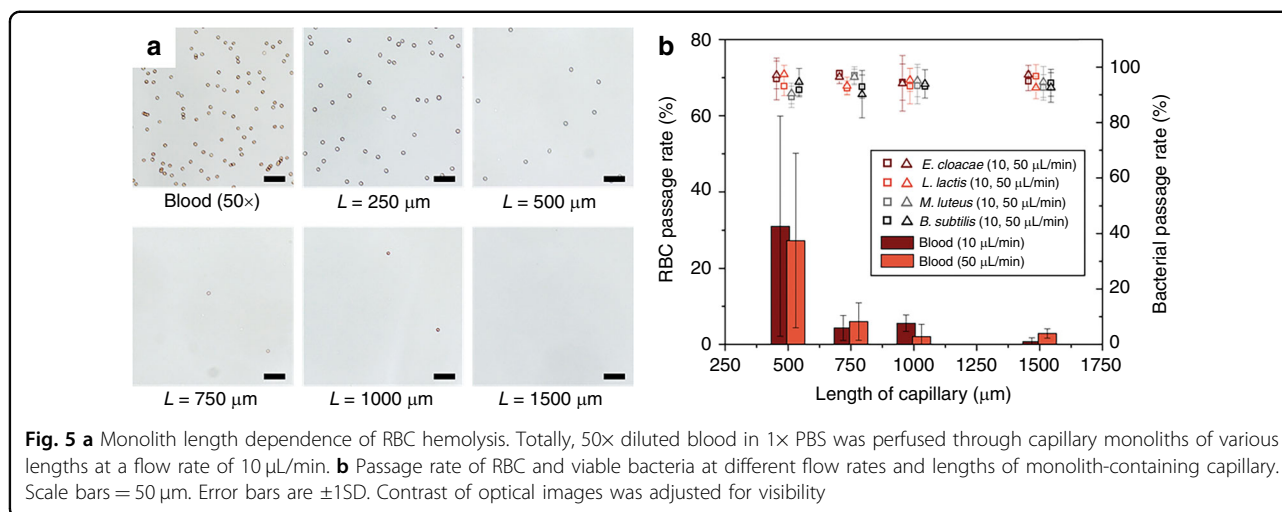 a
Blood (50×)
L = 250 μm
L = 500 μm
L = 750 μm
L = 1000 μm
L = 1500 μm
b
80
60
40
20
0
RBC passage rate (%)
100
80
60
40
20
0
Bacterial passage rate (%)
E. cloacae (10, 50 μL/min)
L. lactis (10, 50 μL/min)
M. luteus (10, 50 μL/min)
B. subtilis (10, 50 μL/min)
Blood (10 μL/min)
Blood (50 μL/min)
250 500 750 1000 1250 1500 1750
Length of capillary (μm)
Fig. 5 a Monolith length dependence of RBC hemolysis. Totally, 50× diluted blood in 1× PBS was perfused through capillary monoliths of various
lengths at a flow rate of 10 μL/min. b Passage rate of RBC and viable bacteria at different flow rates and lengths of monolith-containing capillary.
Scale bars = 50 μm. Error bars are ±1SD. Contrast of optical images was adjusted for visibility